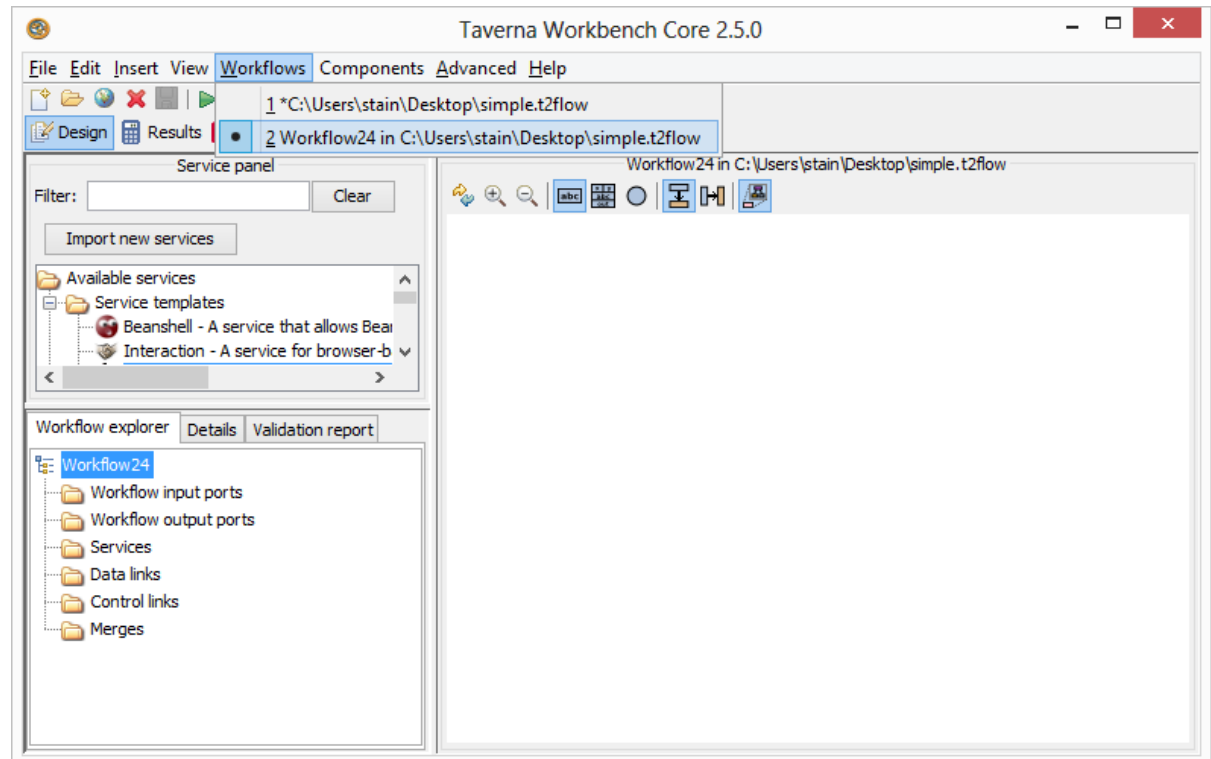 Taverna Workbench Core 2.5.0
File Edit Insert View Workflows Components Advanced Help
1 *C:\Users\stain\Desktop\simple.t2flow
Design Results 2 Workflow24 in C:\Users\stain\Desktop\simple.t2flow
Service panel
Workflow24 in C:\Users\stain\Desktop\simple.t2flow
Filter: Clear
abc
Import new services
Available services
Service templates
Beanshell - A service that allows Bear
Interaction - A service for browser-b
Workflow explorer Details Validation report
Workflow24
Workflow input ports
Workflow output ports
Services
Data links
Control links
Merges